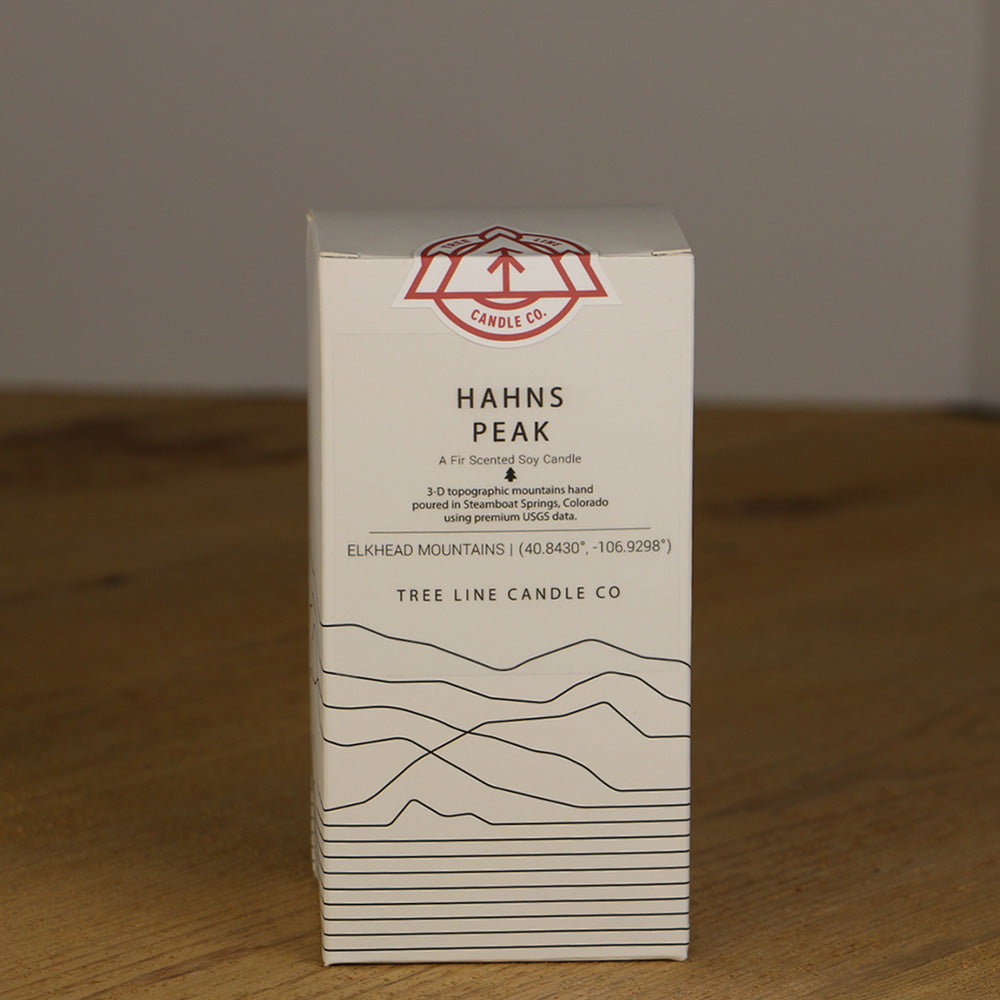 TREE LINE
CANDLE CO.
HAHNS
PEAK
A Fir Scented Soy Candle
3-D topographic mountains hand
poured in Steamboat Springs, Colorado
using premium USGS data.
ELKHEAD MOUNTAINS | (40.8430°, -106.9298°)
TREE LINE CANDLE CO